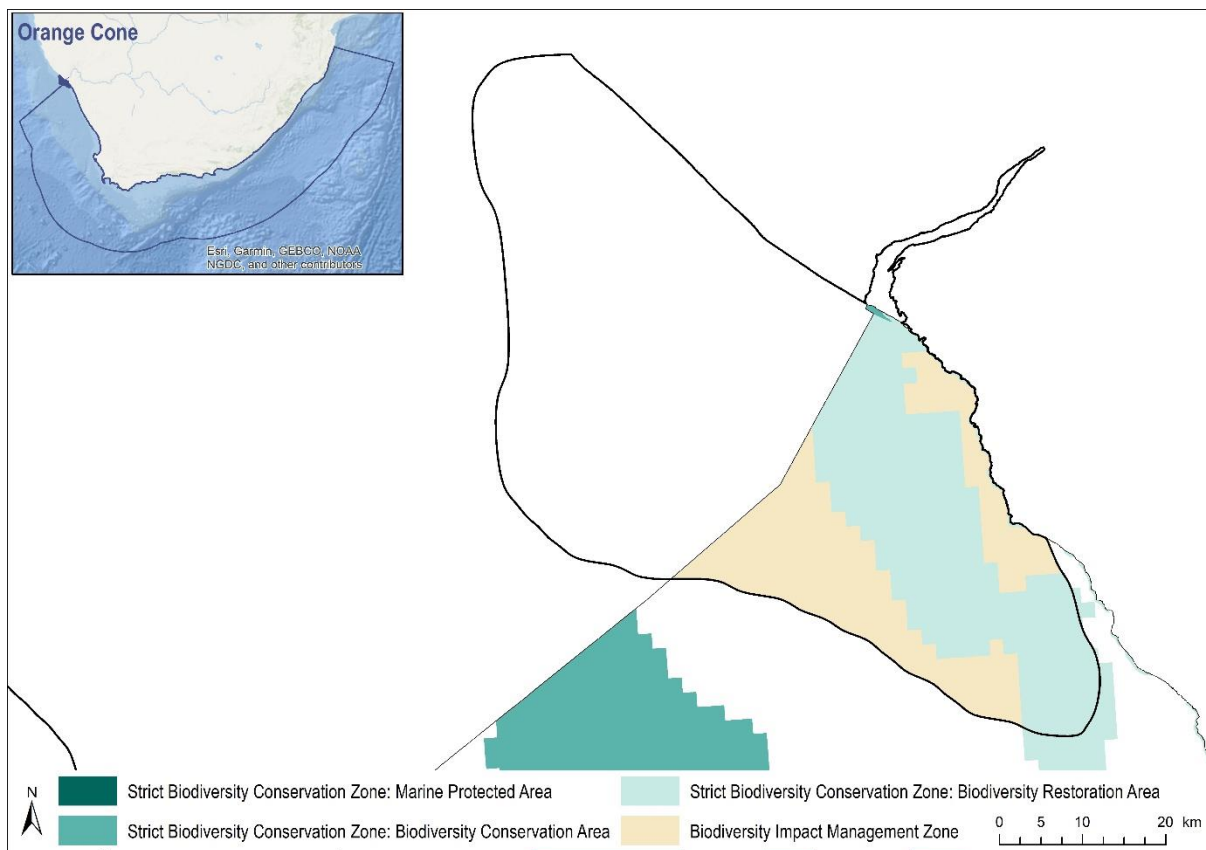 Orange Cone
Esri, Garmin, GEBCO, NOAA
NGDC, and other contributors
N
Strict Biodiversity Conservation Zone: Marine Protected Area
Strict Biodiversity Conservation Zone: Biodiversity Restoration Area
Strict Biodiversity Conservation Zone: Biodiversity Conservation Area
Biodiversity Impact Management Zone
0 5 10 20 km